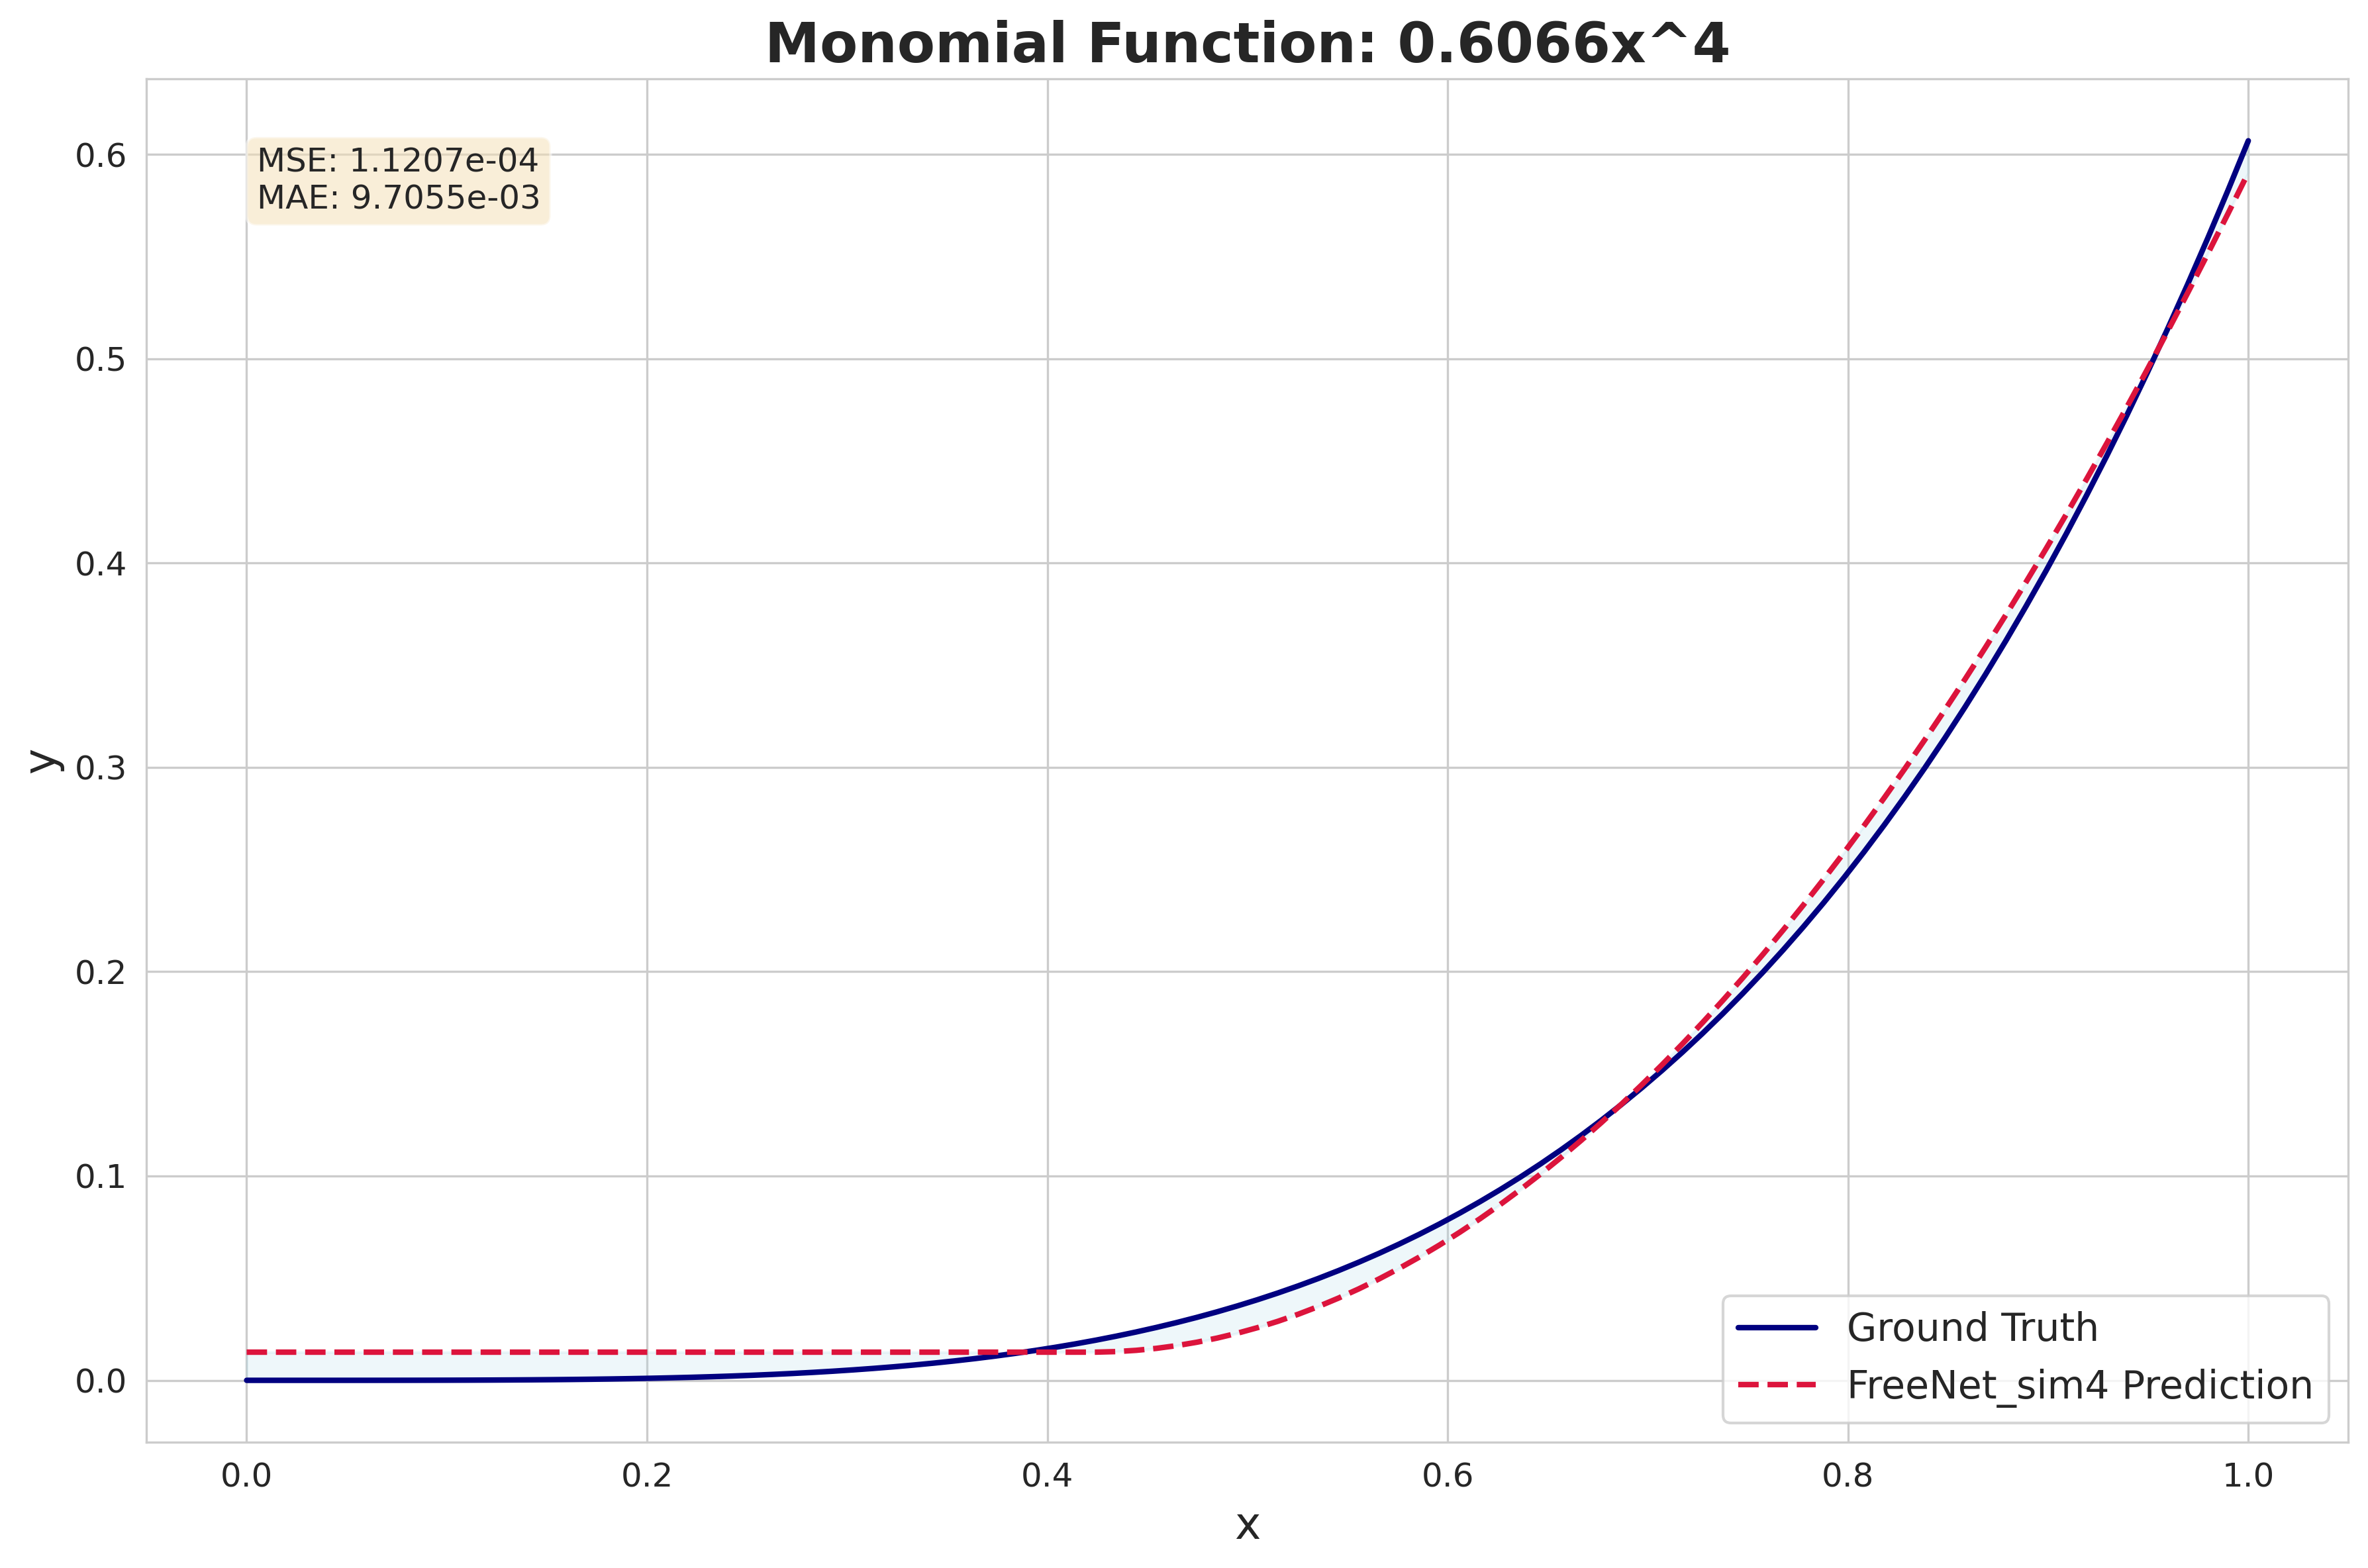 Monomial Function: 0.6066x^4
MSE: 1.1207e-04
MAE: 9.7055e-03
y
0.6
0.5
0.4
0.3
0.2
0.1
0.0
Ground Truth
FreeNet_sim4 Prediction
0.0 0.2 0.4 0.6 0.8 1.0
x